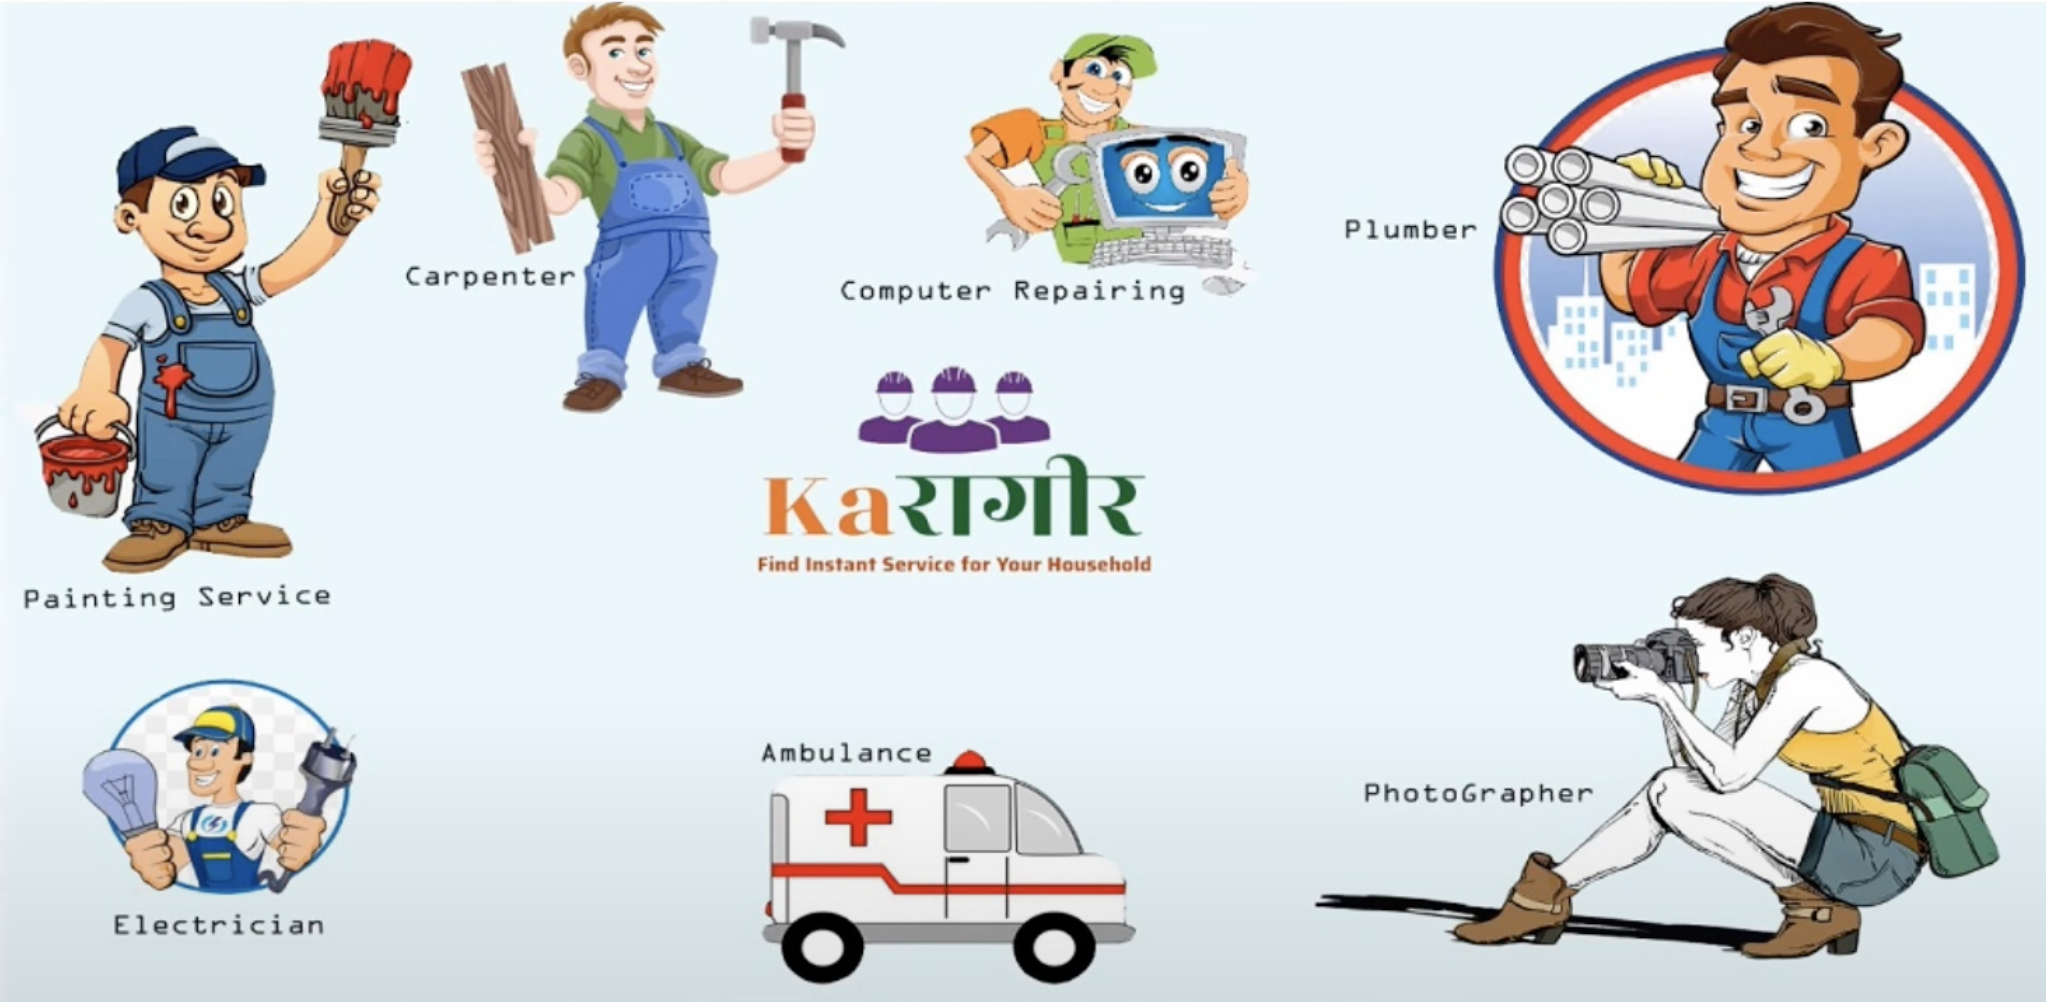 Carpenter
Computer Repairing
Plumber
Kaरागीर
Find Instant Service for Your Household
Painting Service
Ambulance
PhotoGrapher
Electrician